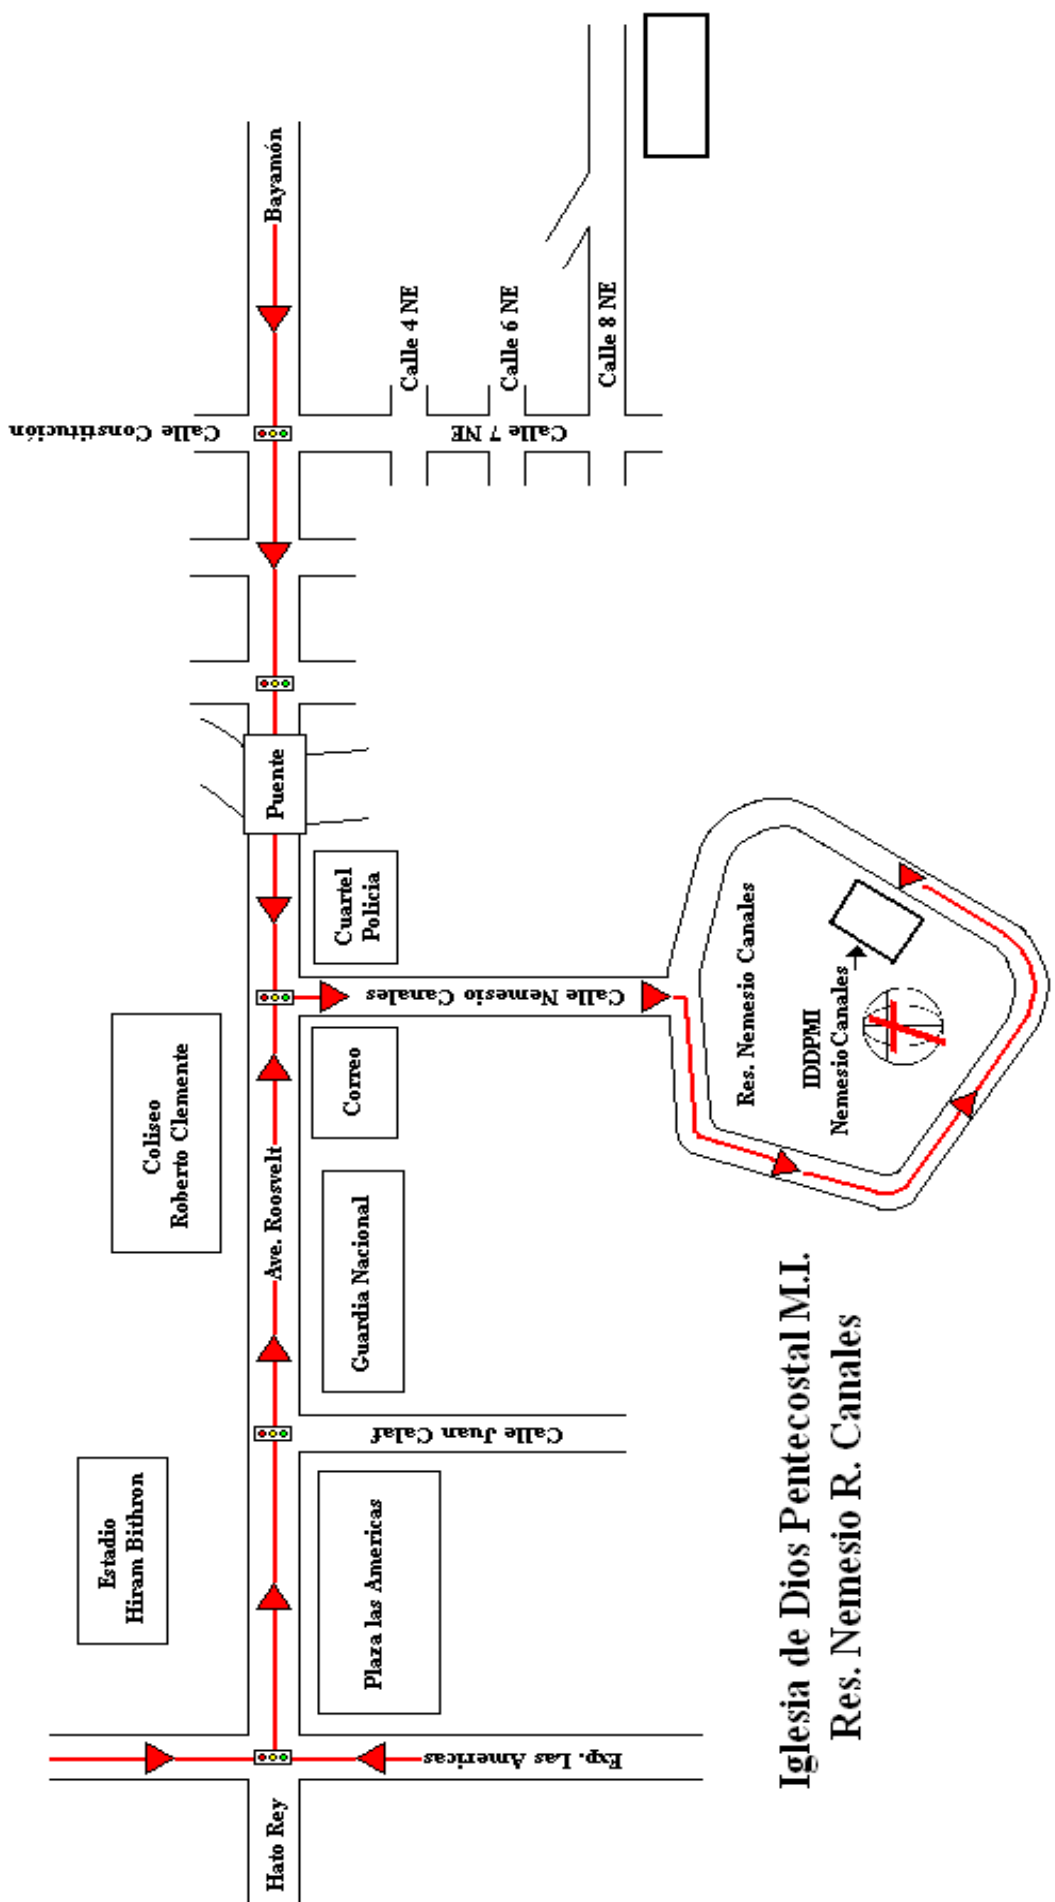 Calle Constitución
Bayamón
Calle 4 NE
Calle 6 NE
Calle 8 NE
Calle 7 NE
Puente
Cuartel
Policia
Calle Nemesio Canales
Correo
Coliseo
Roberto Clemente
Ave. Roosvelt
Guardia Nacional
Calle Juan Calaf
Estadio
Hiram Bithron
Plaza las Americas
Exp. Las Americas
Hato Rey
Res. Nemesio Canales
IDDPMI
Nemesio Canales
Iglesia de Dios Pentecostal M.I.
Res. Nemesio R. Canales